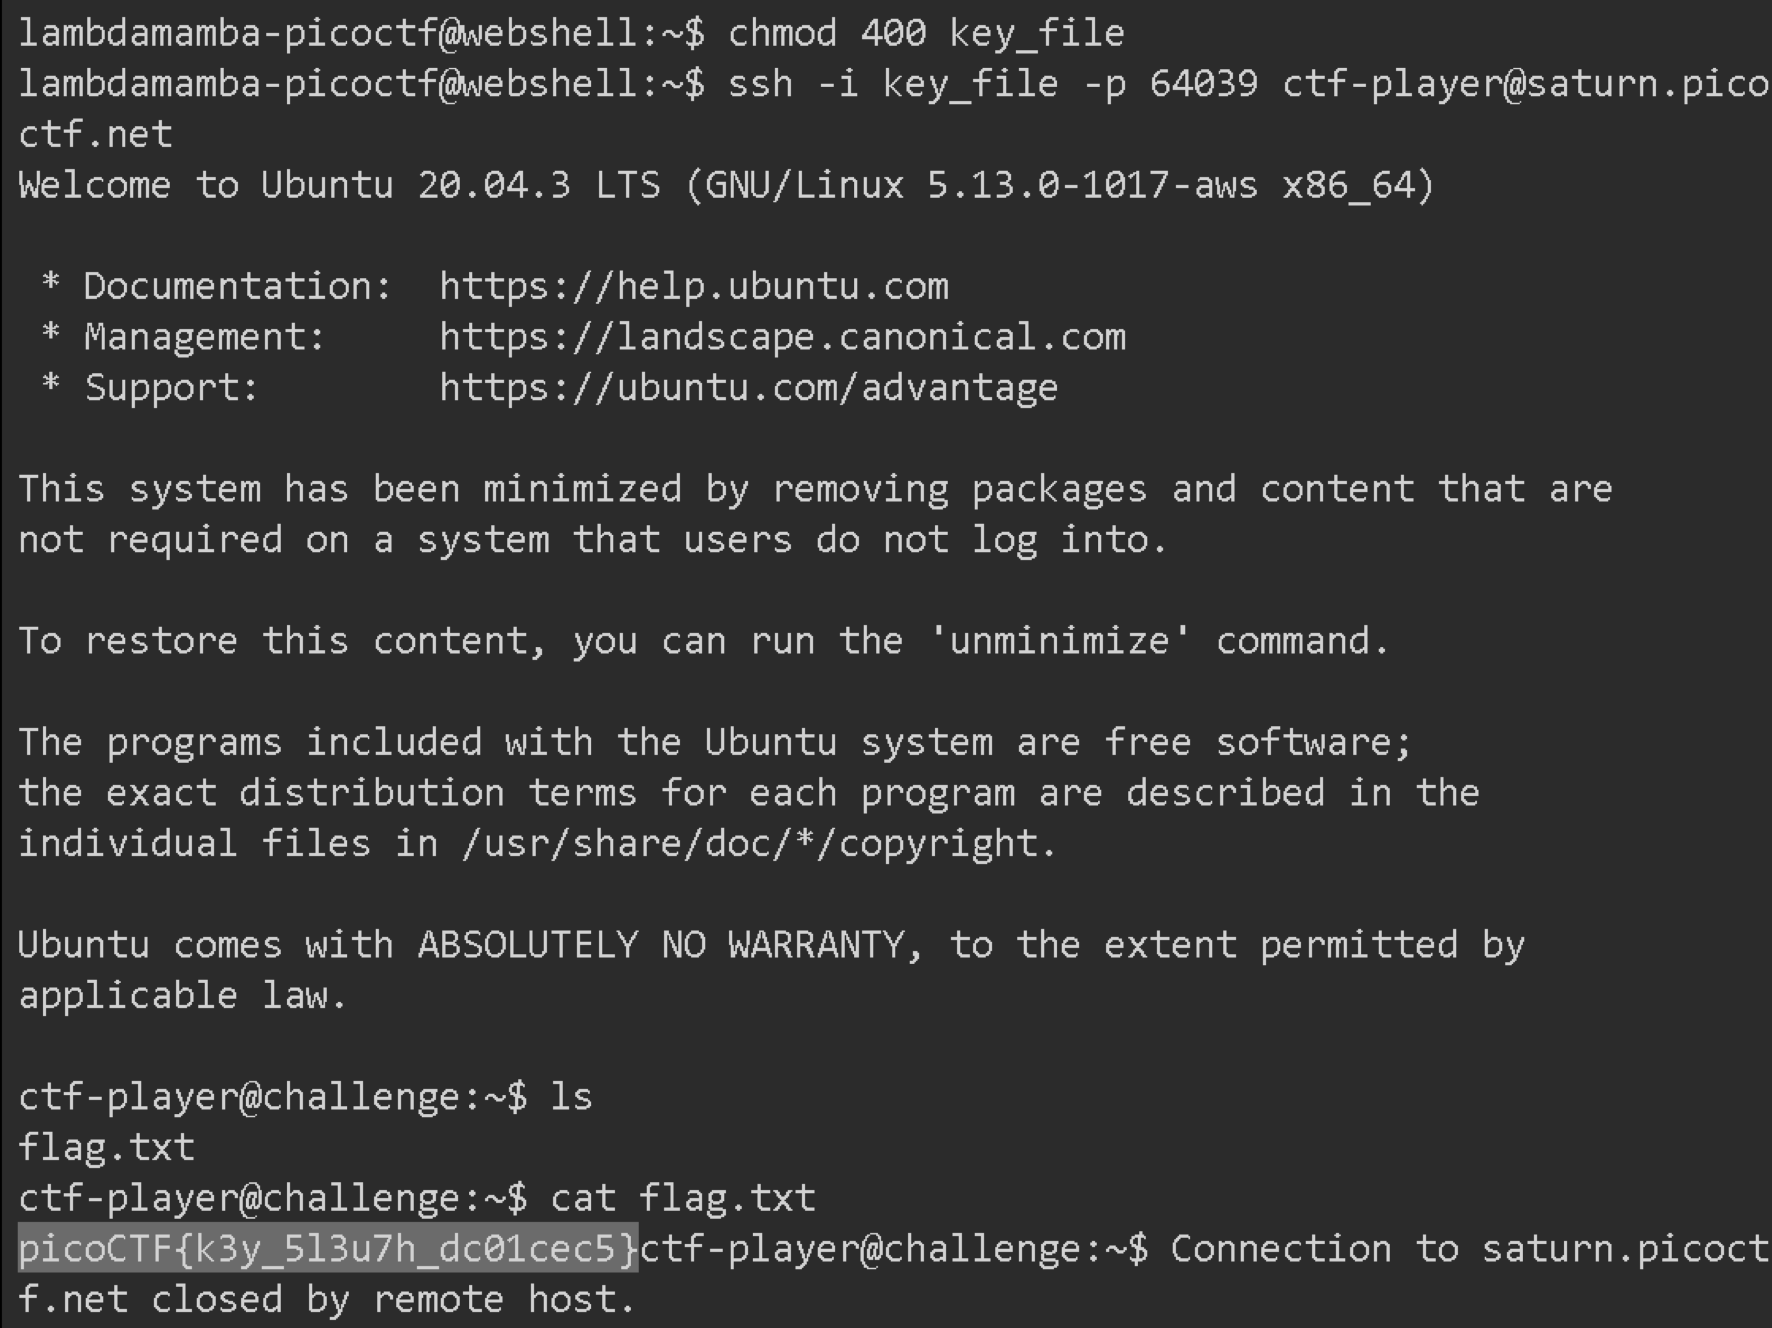 lambdamamba-picoctf@webshell:~$ chmod 400 key_file
lambdamamba-picoctf@webshell:~$ ssh -i key_file -p 64039 ctf-player@saturn.pico
ctf.net
Welcome to Ubuntu 20.04.3 LTS (GNU/Linux 5.13.0-1017-aws x86_64)

 * Documentation:  https://help.ubuntu.com
 * Management:     https://landscape.canonical.com
 * Support:        https://ubuntu.com/advantage

This system has been minimized by removing packages and content that are
not required on a system that users do not log into.

To restore this content, you can run the 'unminimize' command.

The programs included with the Ubuntu system are free software;
the exact distribution terms for each program are described in the
individual files in /usr/share/doc/*/copyright.

Ubuntu comes with ABSOLUTELY NO WARRANTY, to the extent permitted by
applicable law.

ctf-player@challenge:~$ ls
flag.txt
ctf-player@challenge:~$ cat flag.txt
picoCTF{k3y_5l3u7h_dc01cec5}ctf-player@challenge:~$ Connection to saturn.picoct
f.net closed by remote host.